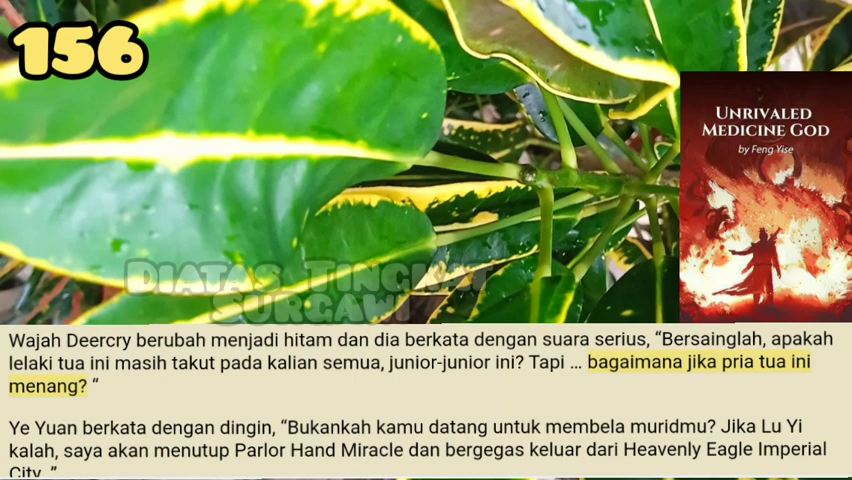 156
UNRIVALED
MEDICINE GOD
by Feng Yise
DIATAS TINGKAT
SURGAWI
Wajah Deercry berubah menjadi hitam dan dia berkata dengan suara serius, “Bersainglah, apakah
lelaki tua ini masih takut pada kalian semua, junior-junior ini? Tapi ... bagaimana jika pria tua ini
menang? “
Ye Yuan berkata dengan dingin, “Bukankah kamu datang untuk membela muridmu? Jika Lu Yi
kalah, saya akan menutup Parlor Hand Miracle dan bergegas keluar dari Heavenly Eagle Imperial
City. ”